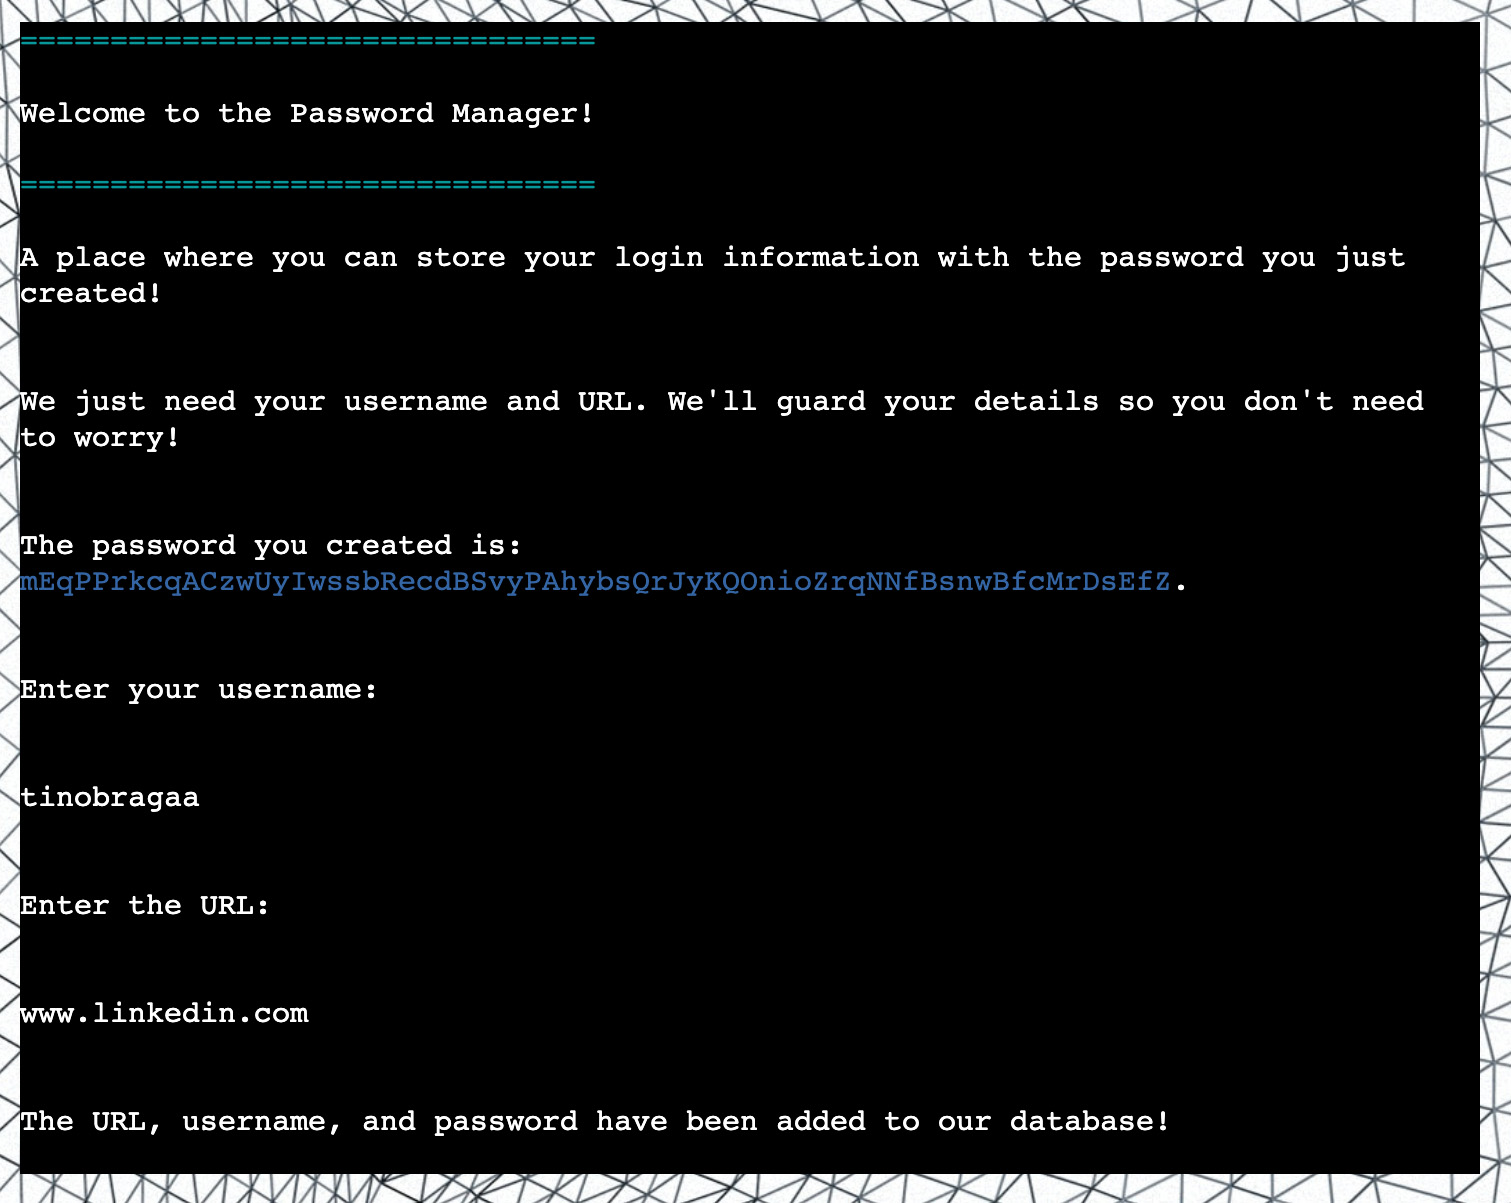 ================================
Welcome to the Password Manager!
================================
A place where you can store your login information with the password you just
created!
We just need your username and URL. We'll guard your details so you don't need
to worry!
The password you created is:
mEqPPrkcqACzwUyIwssbRecdBSvyPAhybsQrJyKQOnioZrqNNfBsnwBfcMrDsEfZ.
Enter your username:
tinobragaa
Enter the URL:
www.linkedin.com
The URL, username, and password have been added to our database!